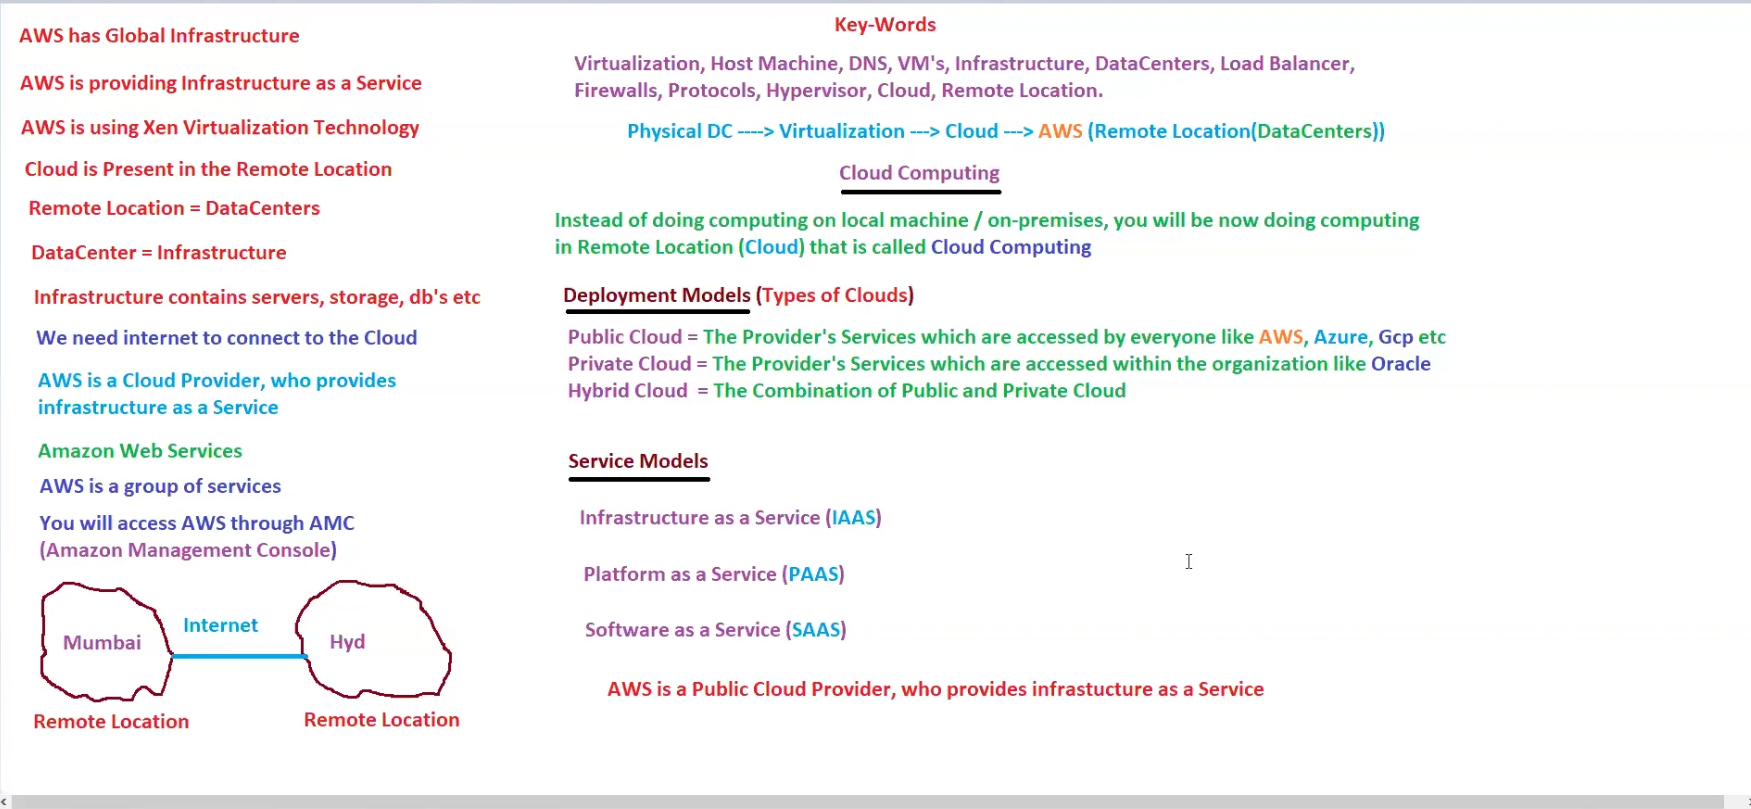 AWS has Global Infrastructure
AWS is providing Infrastructure as a Service
AWS is using Xen Virtualization Technology
Cloud is Present in the Remote Location
Remote Location = DataCenters
DataCenter = Infrastructure
Infrastructure contains servers, storage, db's etc
We need internet to connect to the Cloud
AWS is a Cloud Provider, who provides
infrastructure as a Service
Amazon Web Services
AWS is a group of services
You will access AWS through AMC
(Amazon Management Console)
Mumbai
Internet
Hyd
Remote Location
Remote Location
Key-Words
Virtualization, Host Machine, DNS, VM's, Infrastructure, DataCenters, Load Balancer,
Firewalls, Protocols, Hypervisor, Cloud, Remote Location.
Physical DC ----> Virtualization ---> Cloud ---> AWS (Remote Location(DataCenters))
Cloud Computing
Instead of doing computing on local machine / on-premises, you will be now doing computing
in Remote Location (Cloud) that is called Cloud Computing
Deployment Models (Types of Clouds)
Public Cloud = The Provider's Services which are accessed by everyone like AWS, Azure, Gcp etc
Private Cloud = The Provider's Services which are accessed within the organization like Oracle
Hybrid Cloud = The Combination of Public and Private Cloud
Service Models
Infrastructure as a Service (IAAS)
Platform as a Service (PAAS)
Software as a Service (SAAS)
AWS is a Public Cloud Provider, who provides infrastucture as a Service